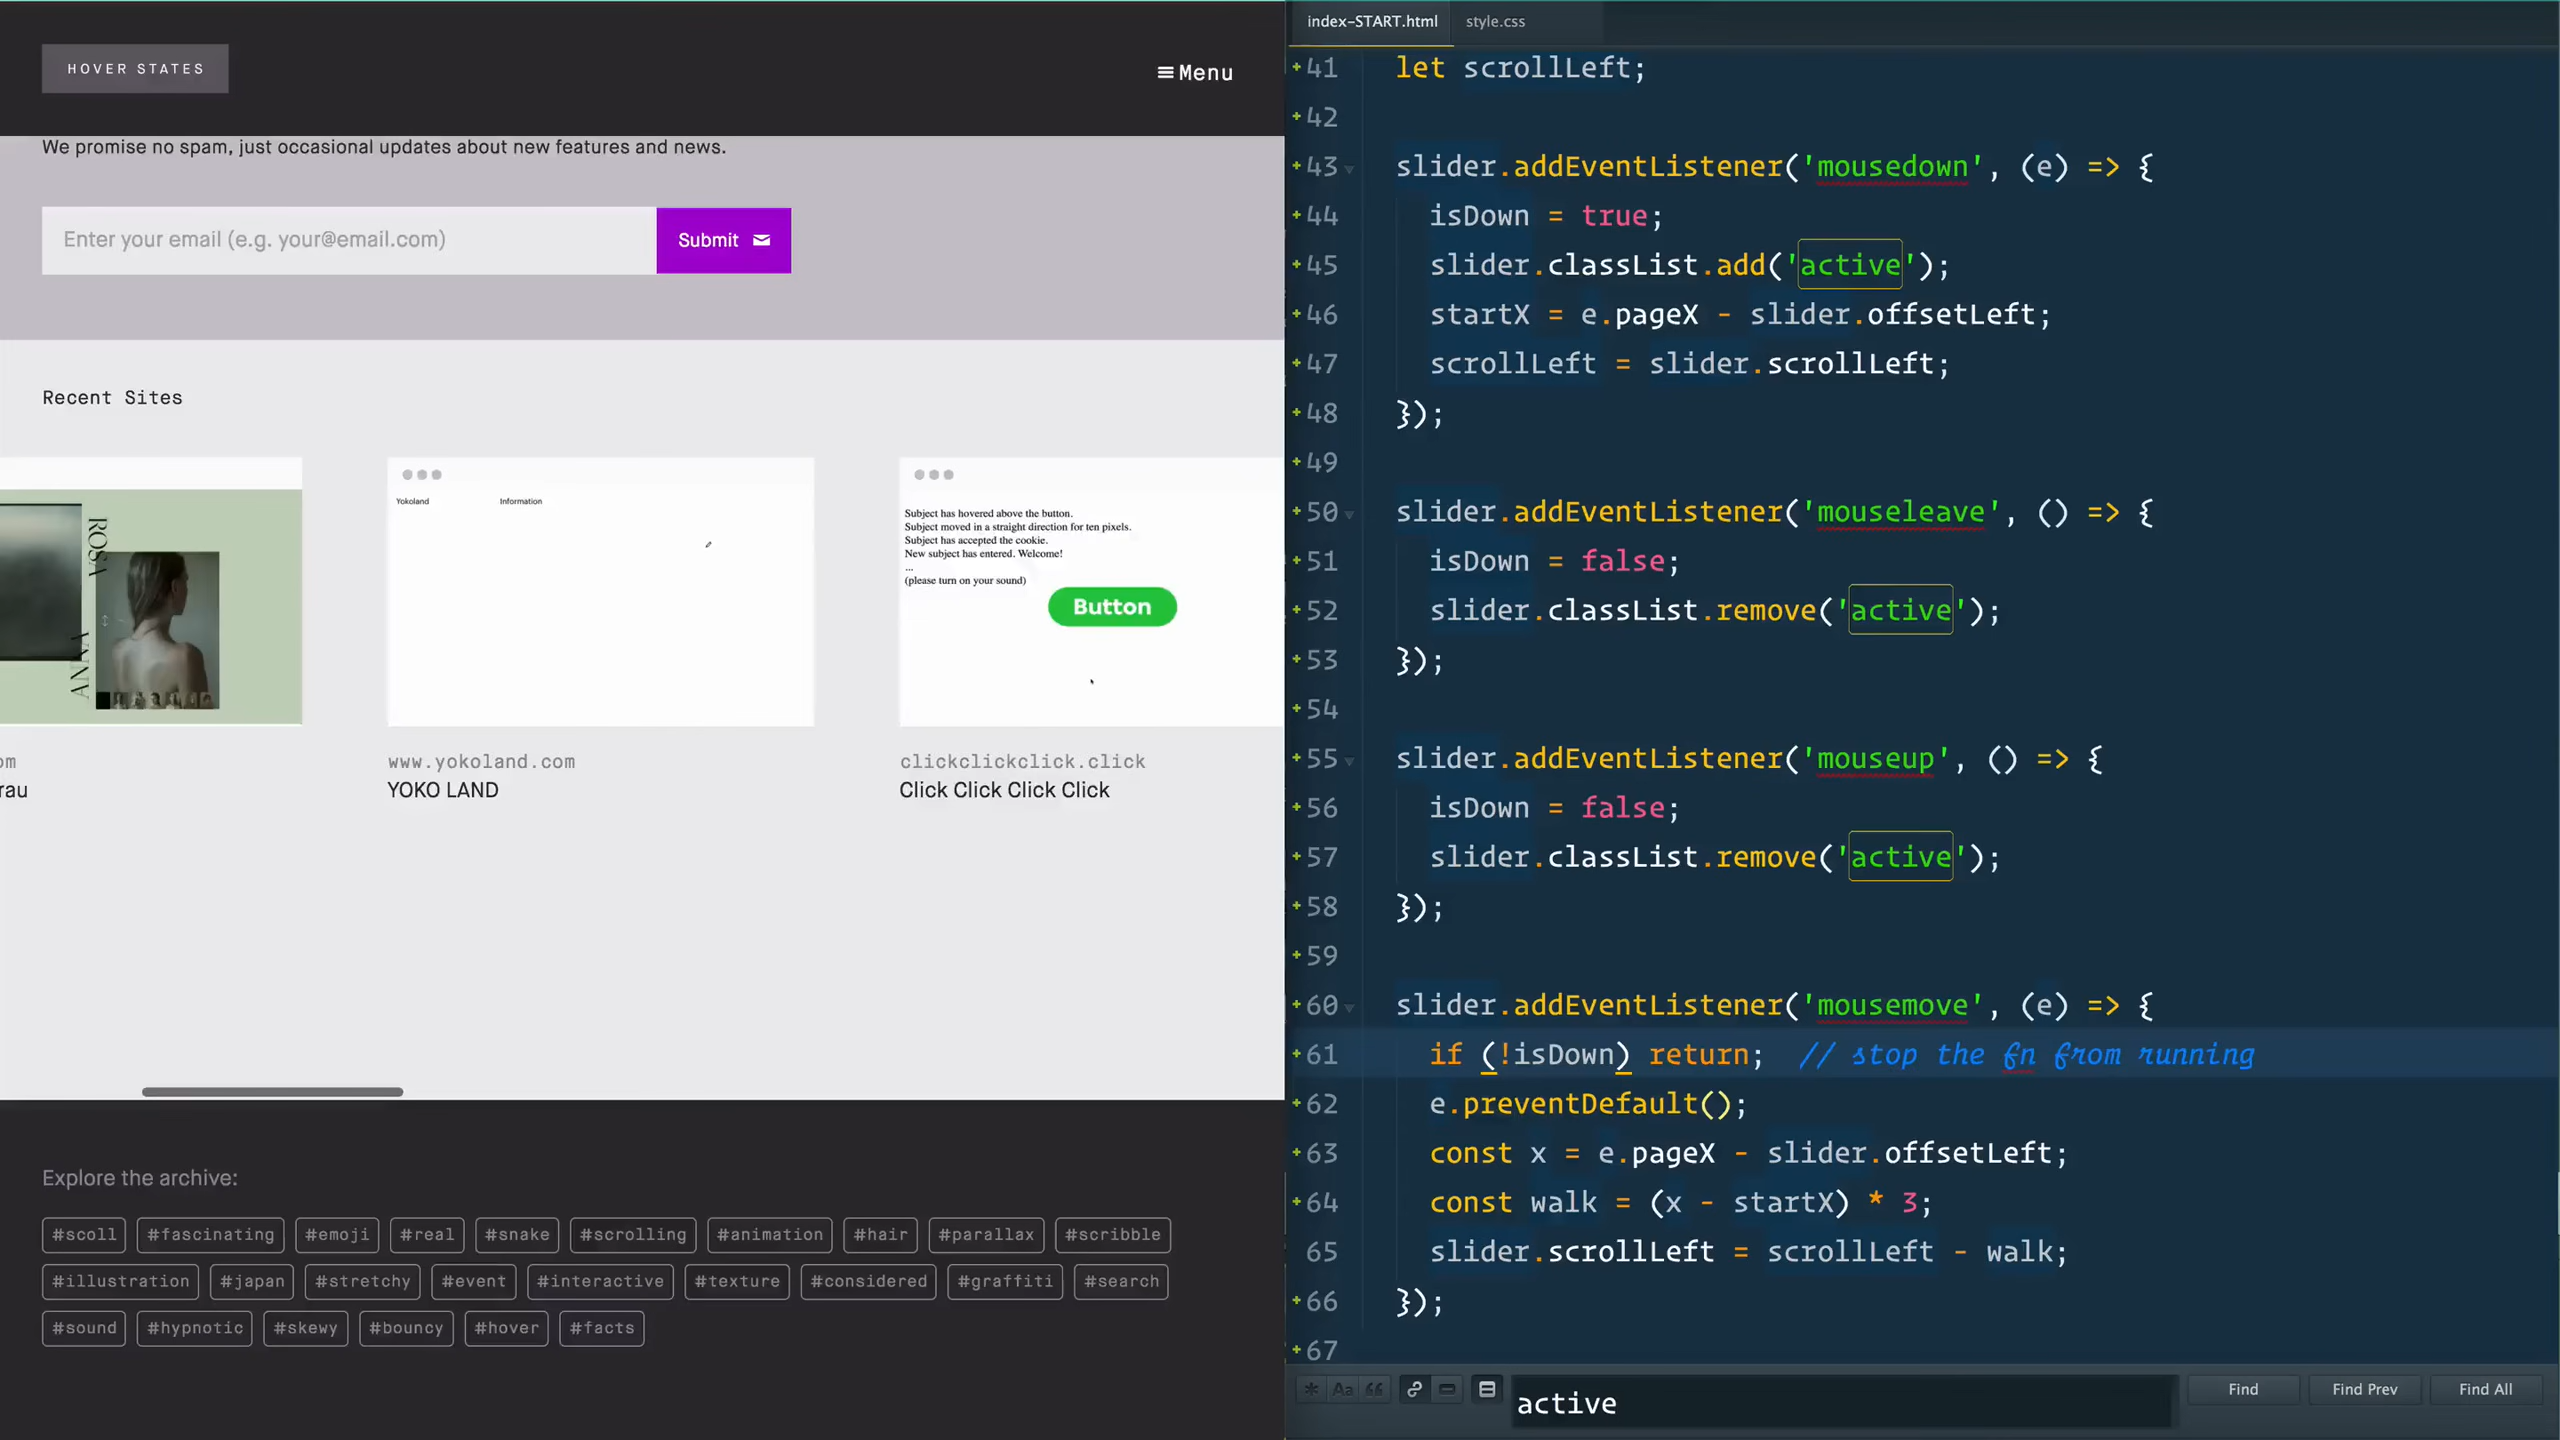 HOVER STATES
Menu
We promise no spam, just occasional updates about new features and news.
Enter your email (e.g. your@email.com)
Submit
Recent Sites
ROSA
ANNA
om
rau
Yokoland
Information
www.yokoland.com
YOKO LAND
Subject has hovered above the button.
Subject moved in a straight direction for ten pixels.
Subject has accepted the cookie.
New subject has entered. Welcome!
...
(please turn on your sound)
Button
clickclickclick.click
Click Click Click Click
Explore the archive:
#scoll #fascinating #emoji #real #snake #scrolling #animation #hair #parallax #scribble
#illustration #japan #stretchy #event #interactive #texture #considered #graffiti #search
#sound #hypnotic #skewy #bouncy #hover #facts
index-START.html style.css
41 let scrollLeft;
42
43 slider.addEventListener('mousedown', (e) => {
44 isDown = true;
45 slider.classList.add('active');
46 startX = e.pageX - slider.offsetLeft;
47 scrollLeft = slider.scrollLeft;
48 });
49
50 slider.addEventListener('mouseleave', () => {
51 isDown = false;
52 slider.classList.remove('active');
53 });
54
55 slider.addEventListener('mouseup', () => {
56 isDown = false;
57 slider.classList.remove('active');
58 });
59
60 slider.addEventListener('mousemove', (e) => {
61 if (!isDown) return; // stop the fn from running
62 e.preventDefault();
63 const x = e.pageX - slider.offsetLeft;
64 const walk = (x - startX) * 3;
65 slider.scrollLeft = scrollLeft - walk;
66 });
67
.* Aa “ active Find Find Prev Find All